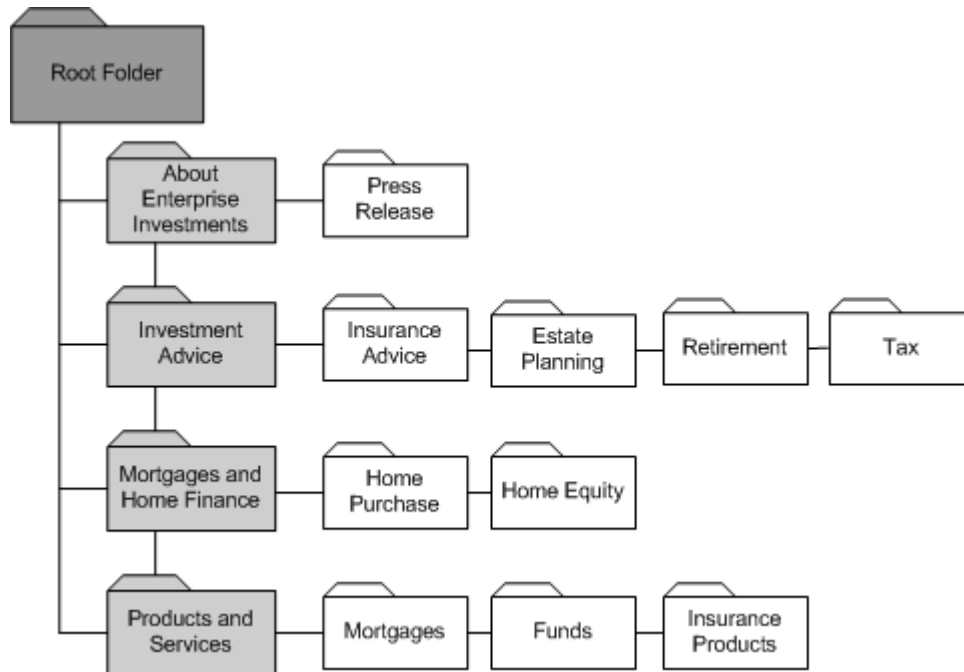 Root Folder
About
Enterprise
Investments
Press
Release
Investment
Advice
Insurance
Advice
Estate
Planning
Retirement
Tax
Mortgages and
Home Finance
Home
Purchase
Home Equity
Products and
Services
Mortgages
Funds
Insurance
Products